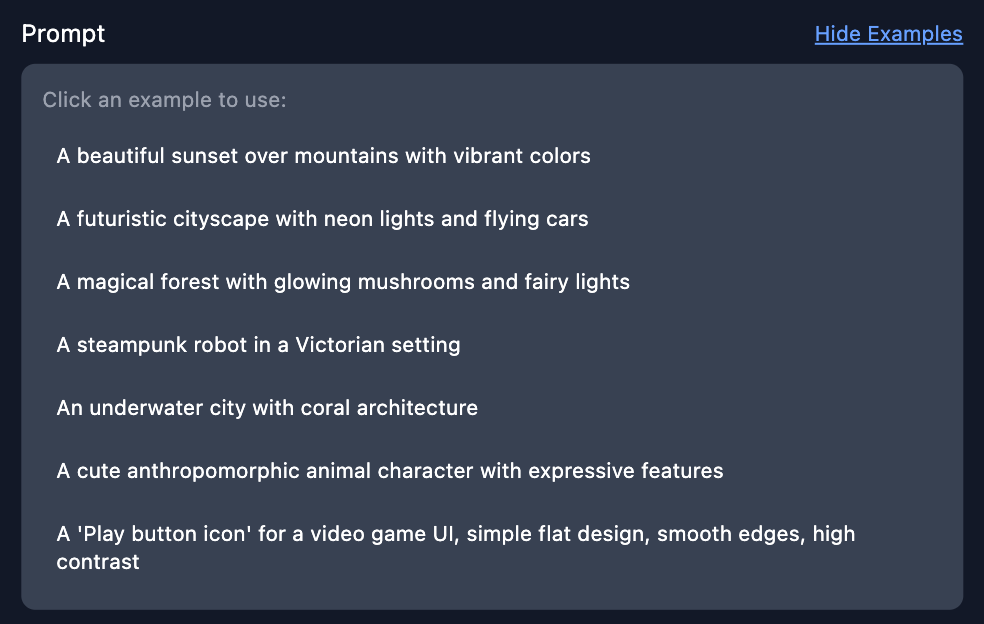 Prompt
Hide Examples
Click an example to use:
A beautiful sunset over mountains with vibrant colors
A futuristic cityscape with neon lights and flying cars
A magical forest with glowing mushrooms and fairy lights
A steampunk robot in a Victorian setting
An underwater city with coral architecture
A cute anthropomorphic animal character with expressive features
A 'Play button icon' for a video game UI, simple flat design, smooth edges, high
contrast